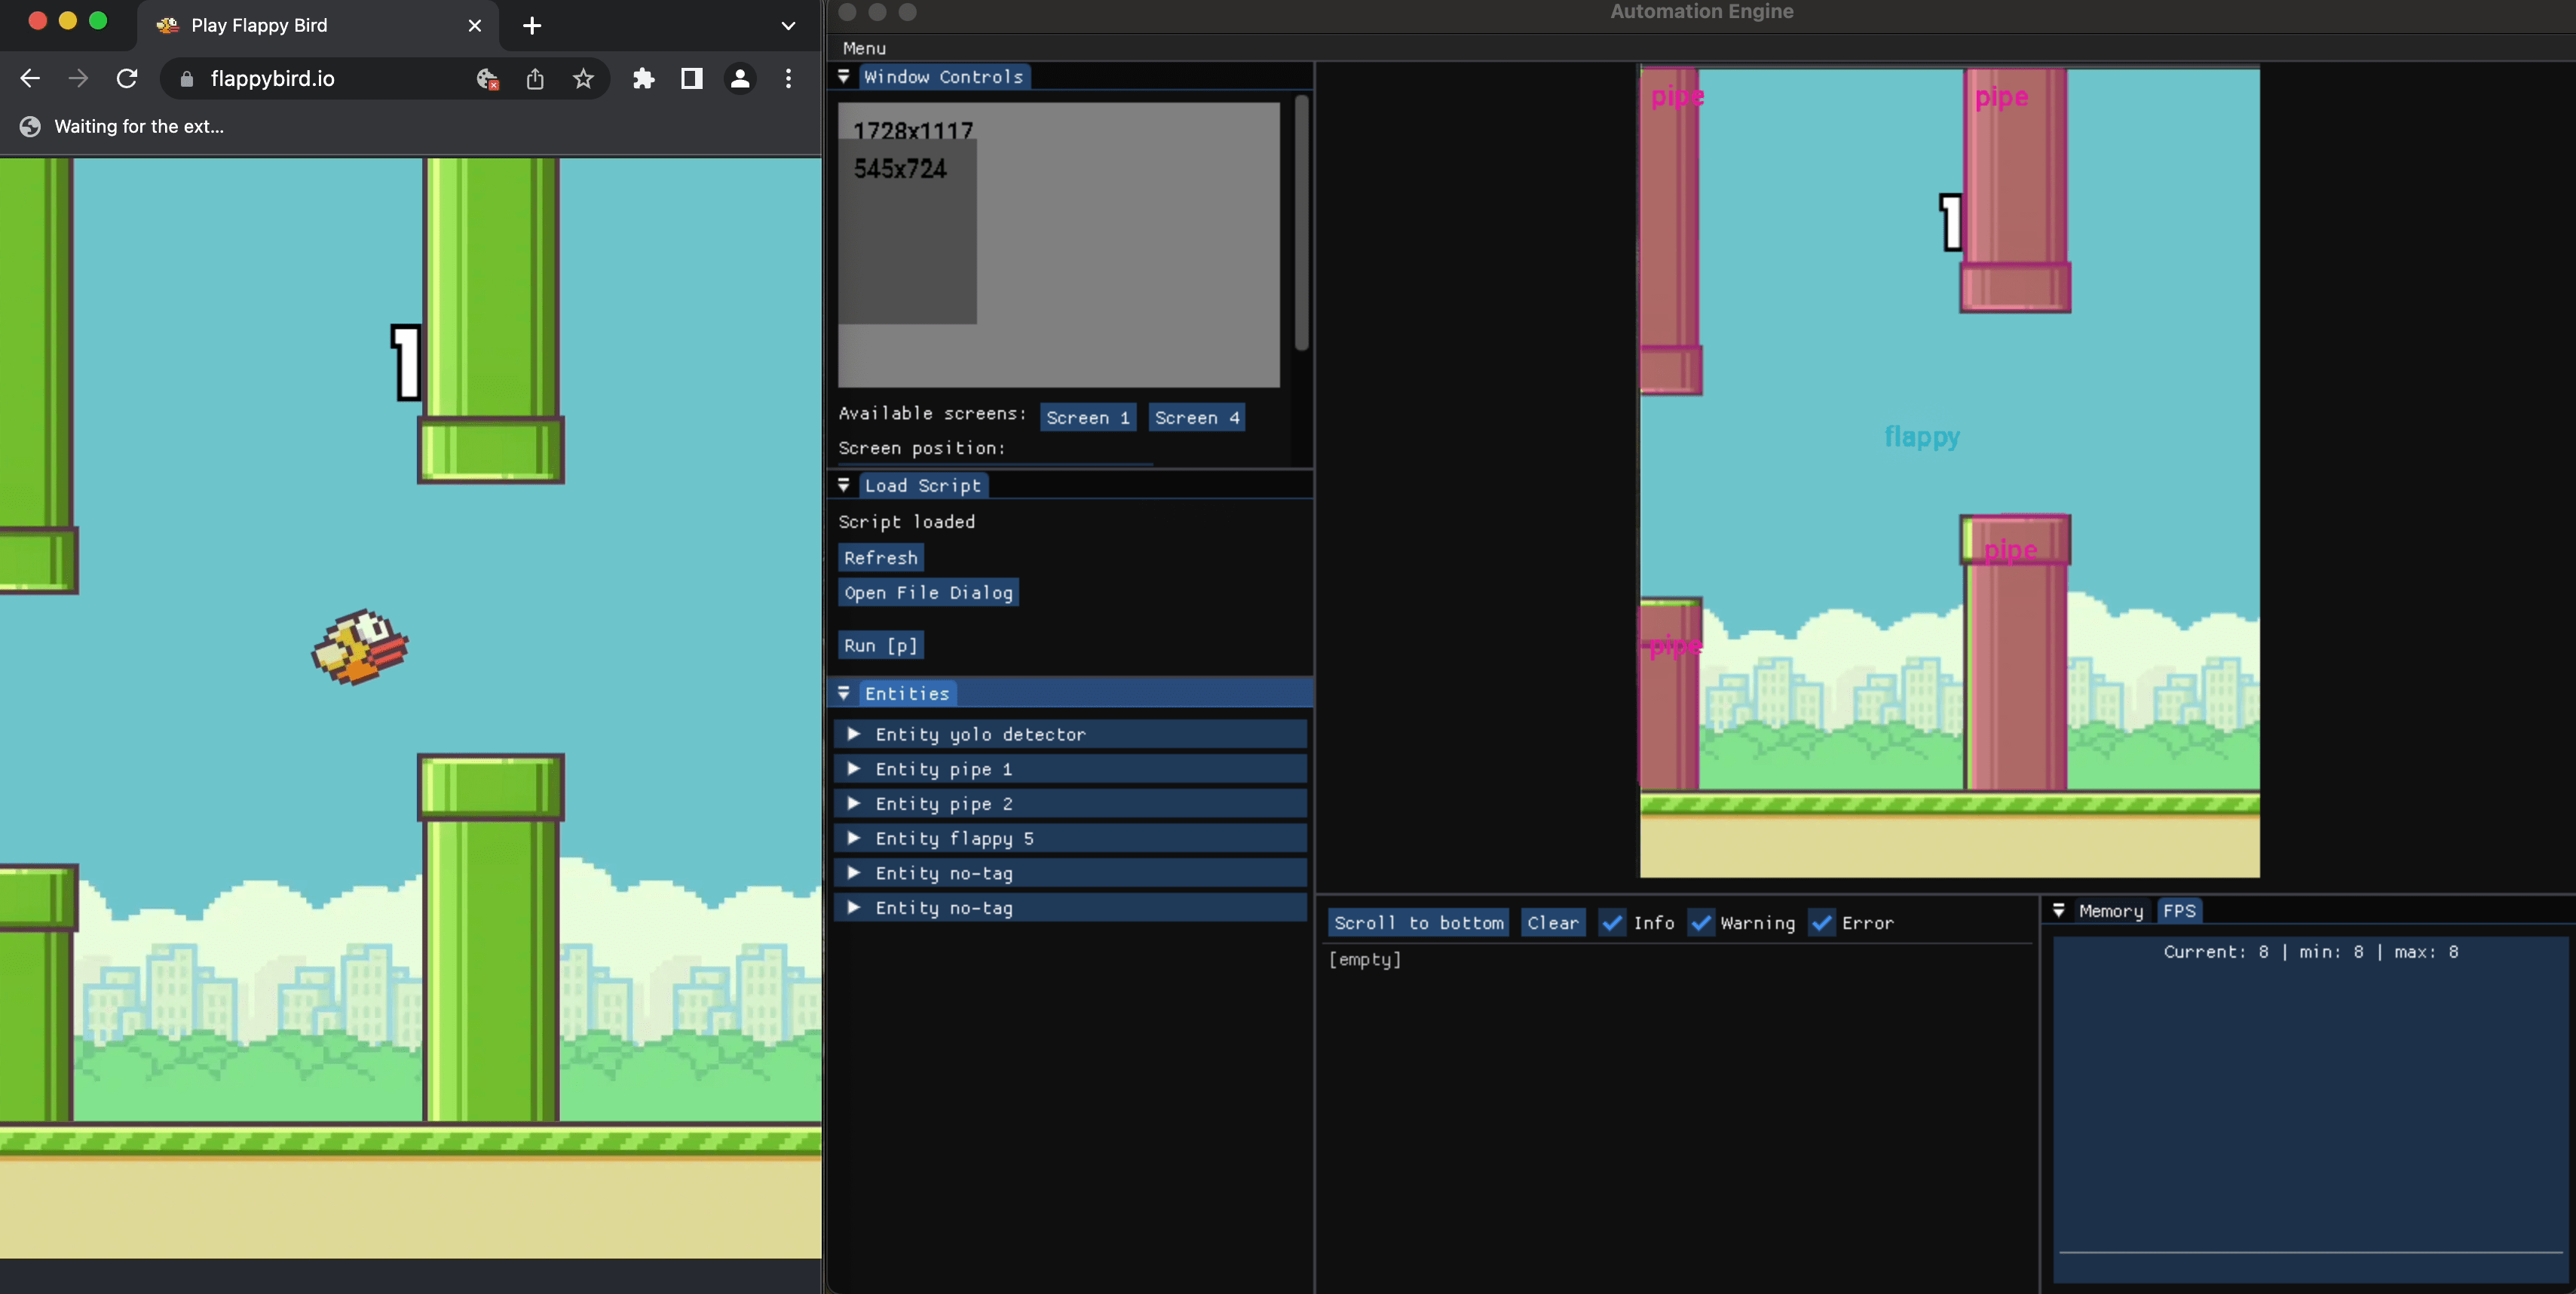 Play Flappy Bird
flappybird.io
Waiting for the ext...
1
Automation Engine
Menu
Window Controls
1728x1117
545x724
Available screens: Screen 1 Screen 4
Screen position:
Load Script
Script loaded
Refresh
Open File Dialog
Run [p]
Entities
Entity yolo detector
Entity pipe 1
Entity pipe 2
Entity flappy 5
Entity no-tag
Entity no-tag
pipe pipe
1
flappy
pipe
pipe
Scroll to bottom Clear Info Warning Error
[empty]
Memory FPS
Current: 8 | min: 8 | max: 8